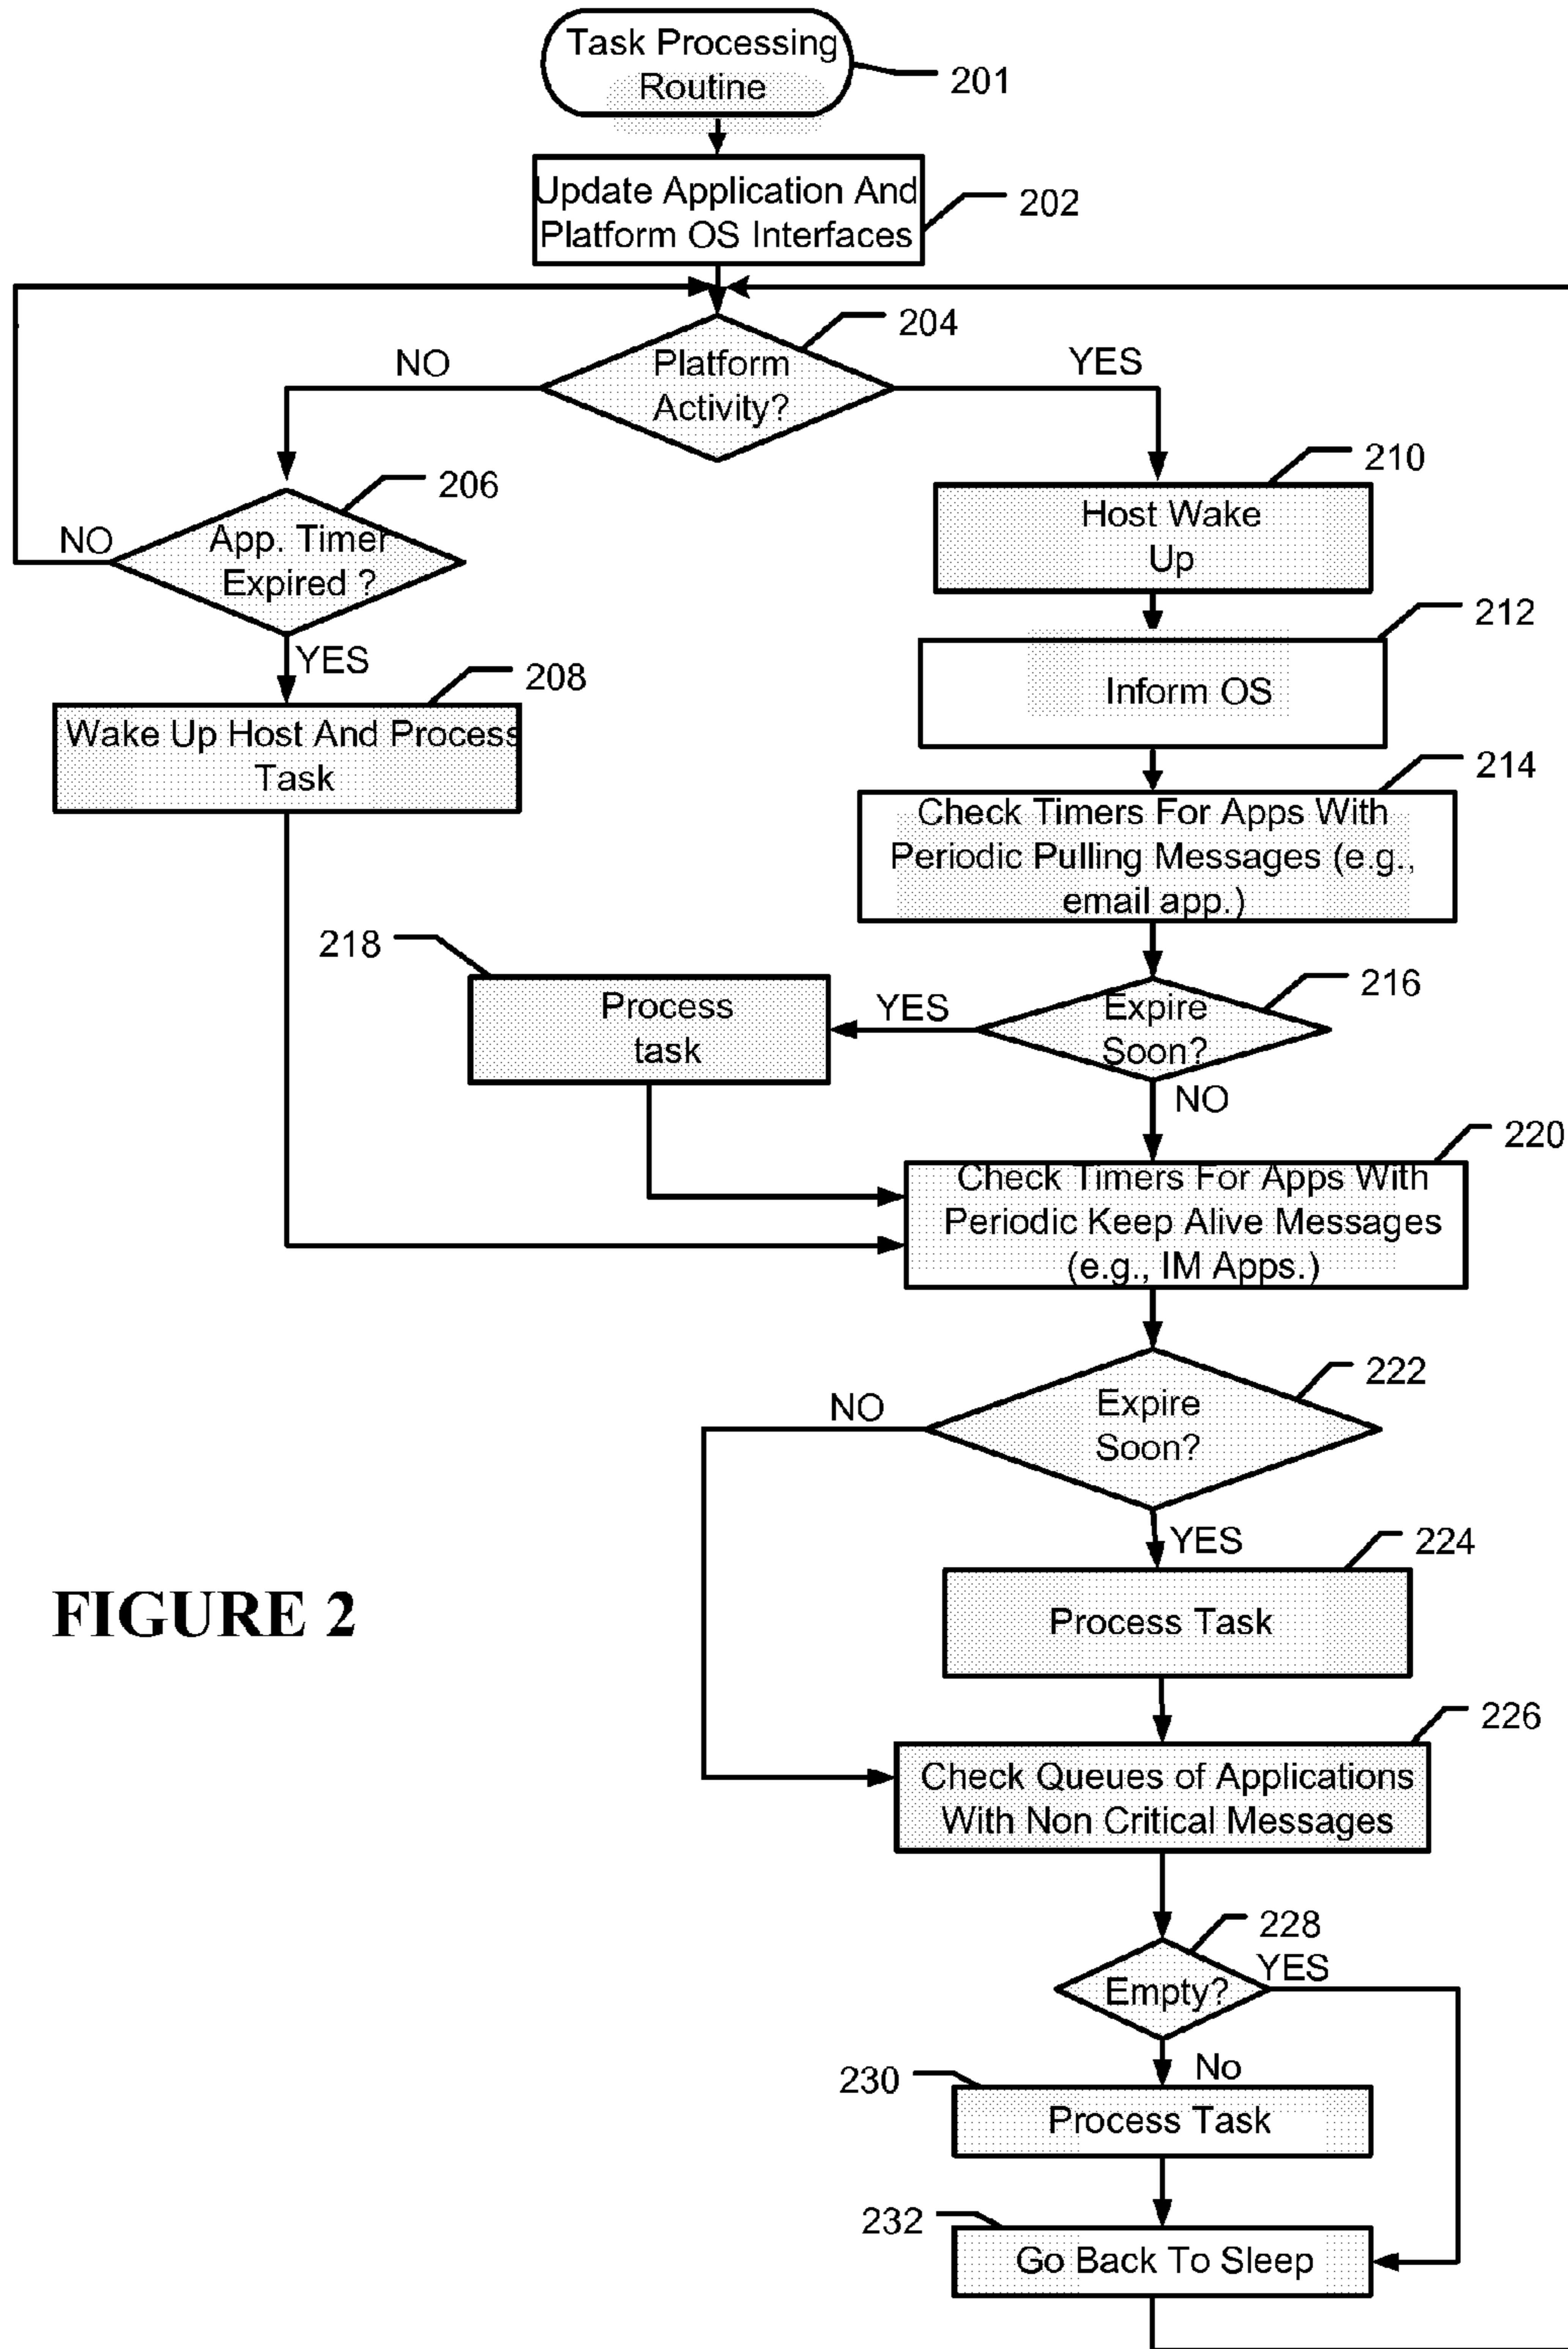 Task Processing
Routine
201
Update Application And
Platform OS Interfaces
202
204
Platform
Activity?
NO
YES
206
App. Timer
Expired ?
NO
YES
208
Wake Up Host And Process
Task
210
Host Wake
Up
212
Inform OS
214
Check Timers For Apps With
Periodic Pulling Messages (e.g.,
email app.)
216
Expire
Soon?
YES
NO
218
Process
task
220
Check Timers For Apps With
Periodic Keep Alive Messages
(e.g., IM Apps.)
222
Expire
Soon?
NO
YES
224
Process Task
FIGURE 2
226
Check Queues of Applications
With Non Critical Messages
228
Empty?
YES
No
230
Process Task
232
Go Back To Sleep